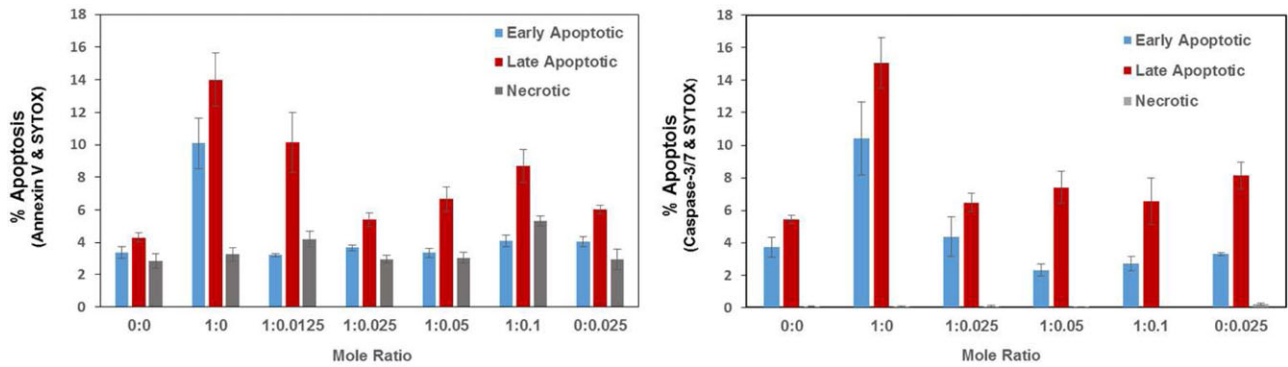 18
16
14
12
10
8
6
4
2
0
% Apoptosis
(Annexin V & SYTOX)
Early Apoptotic
Late Apoptotic
Necrotic
0:0 1:0 1:0.0125 1:0.025 1:0.05 1:0.1 0:0.025
Mole Ratio
18
16
14
12
10
8
6
4
2
0
% Apoptois
(Caspase-3/7 & SYTOX)
Early Apoptotic
Late Apoptotic
Necrotic
0:0 1:0 1:0.025 1:0.05 1:0.1 0:0.025
Mole Ratio